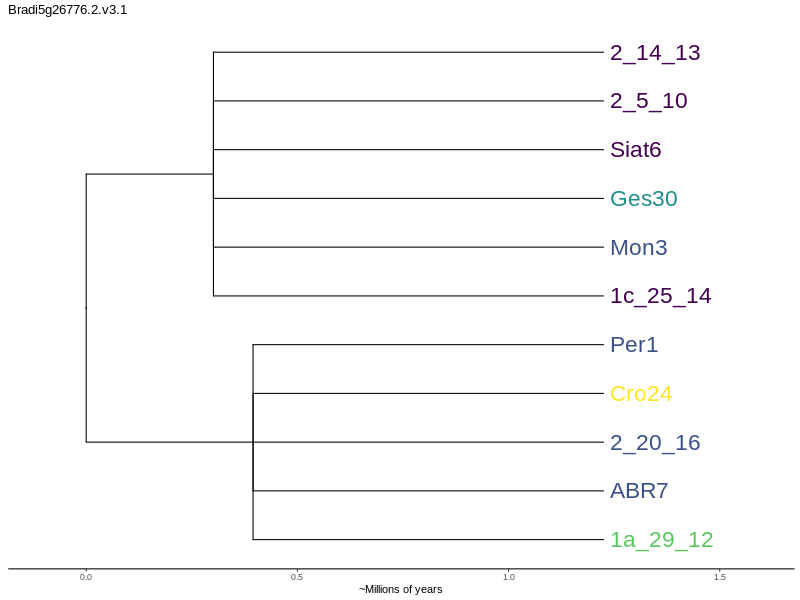 Bradi5g26776.2.v3.1
2_14_13
2_5_10
Siat6
Ges30
Mon3
1c_25_14
Per1
Cro24
2_20_16
ABR7
1a_29_12
0.0 0.5 1.0 1.5
~Millions of years